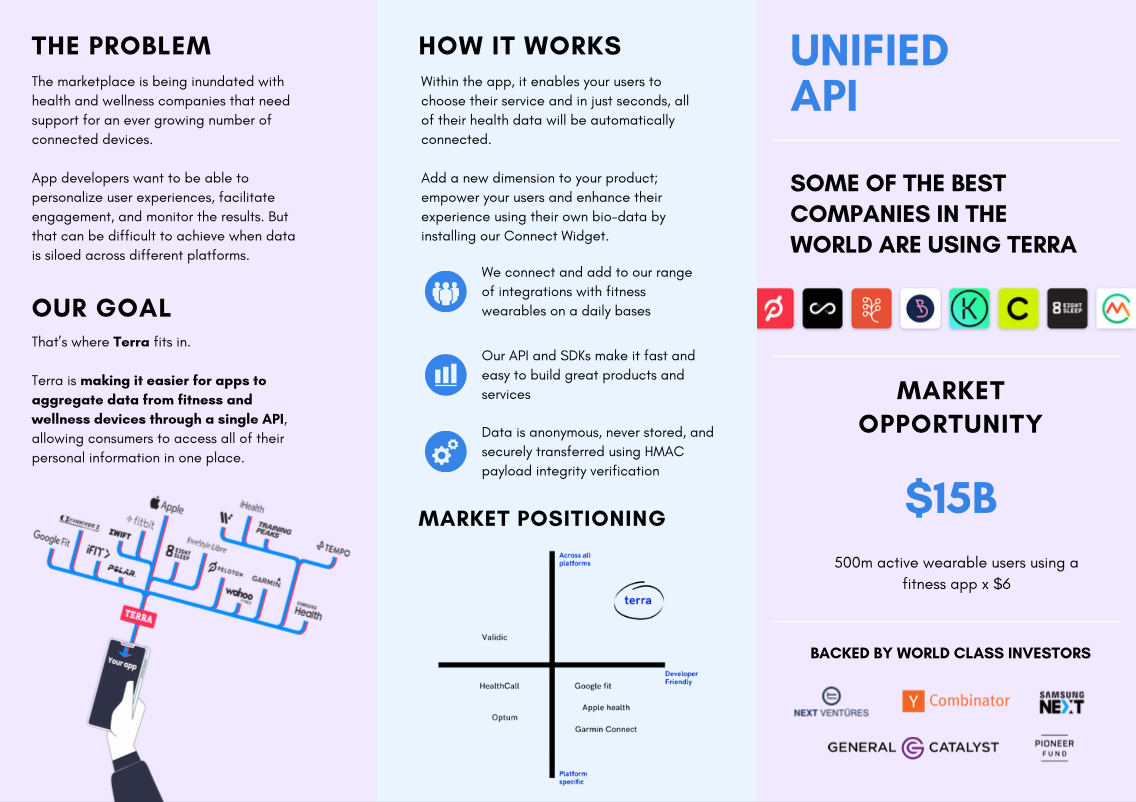 THE PROBLEM
The marketplace is being inundated with
health and wellness companies that need
support for an ever growing number of
connected devices.
App developers want to be able to
personalize user experiences, facilitate
engagement, and monitor the results. But
that can be difficult to achieve when data
is siloed across different platforms.
OUR GOAL
That's where Terra fits in.
Terra is making it easier for apps to
aggregate data from fitness and
wellness devices through a single API,
allowing consumers to access all of their
personal information in one place.
Apple
iHealth
concept 2
fitbit
TRAINING
PEAKS
Google Fit
ZWIFT
iFIT
8 EIGHT
SLEEP
FreeStyle Libre
TEMPO
POLAR
PELOTON
GARMIN
wahoo
SAMSUNG
Health
TERRA
Your app
HOW IT WORKS
Within the app, it enables your users to
choose their service and in just seconds, all
of their health data will be automatically
connected.
Add a new dimension to your product;
empower your users and enhance their
experience using their own bio-data by
installing our Connect Widget.
We connect and add to our range
of integrations with fitness
wearables on a daily bases
Our API and SDKs make it fast and
easy to build great products and
services
Data is anonymous, never stored, and
securely transferred using HMAC
payload integrity verification
MARKET POSITIONING
Across all
platforms
terra
Validic
Developer
Friendly
HealthCall
Google fit
Apple health
Optum
Garmin Connect
Platform
specific
UNIFIED
API
SOME OF THE BEST
COMPANIES IN THE
WORLD ARE USING TERRA
K
C
8 EIGHT
SLEEP
MARKET
OPPORTUNITY
$15B
500m active wearable users using a
fitness app x $6
BACKED BY WORLD CLASS INVESTORS
NEXT VENTŪRES
Y Combinator
SAMSUNG
NEXT
GENERAL CATALYST
PIONEER
FUND